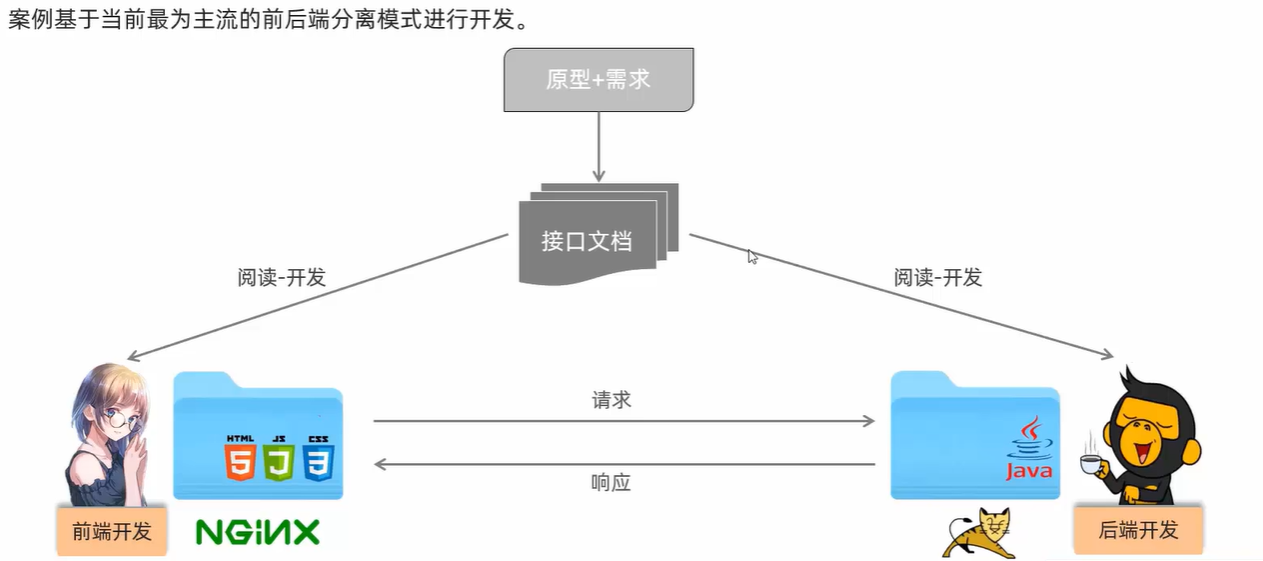 案例基于当前最为主流的前后端分离模式进行开发。
原型+需求
接口文档
阅读-开发
阅读-开发
请求
HTML JS CSS
5 J 3
Java
响应
前端开发
NGiNX
后端开发